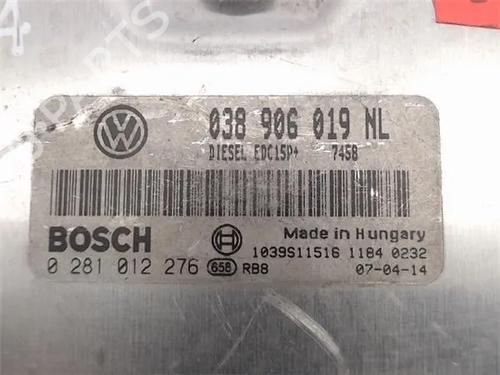 038 906 019 NL
DIESEL EDC15P+ 7458
BOSCH
Made in Hungary
1039S11516 1184 0232
0 281 012 276 658 RB8
07-04-14